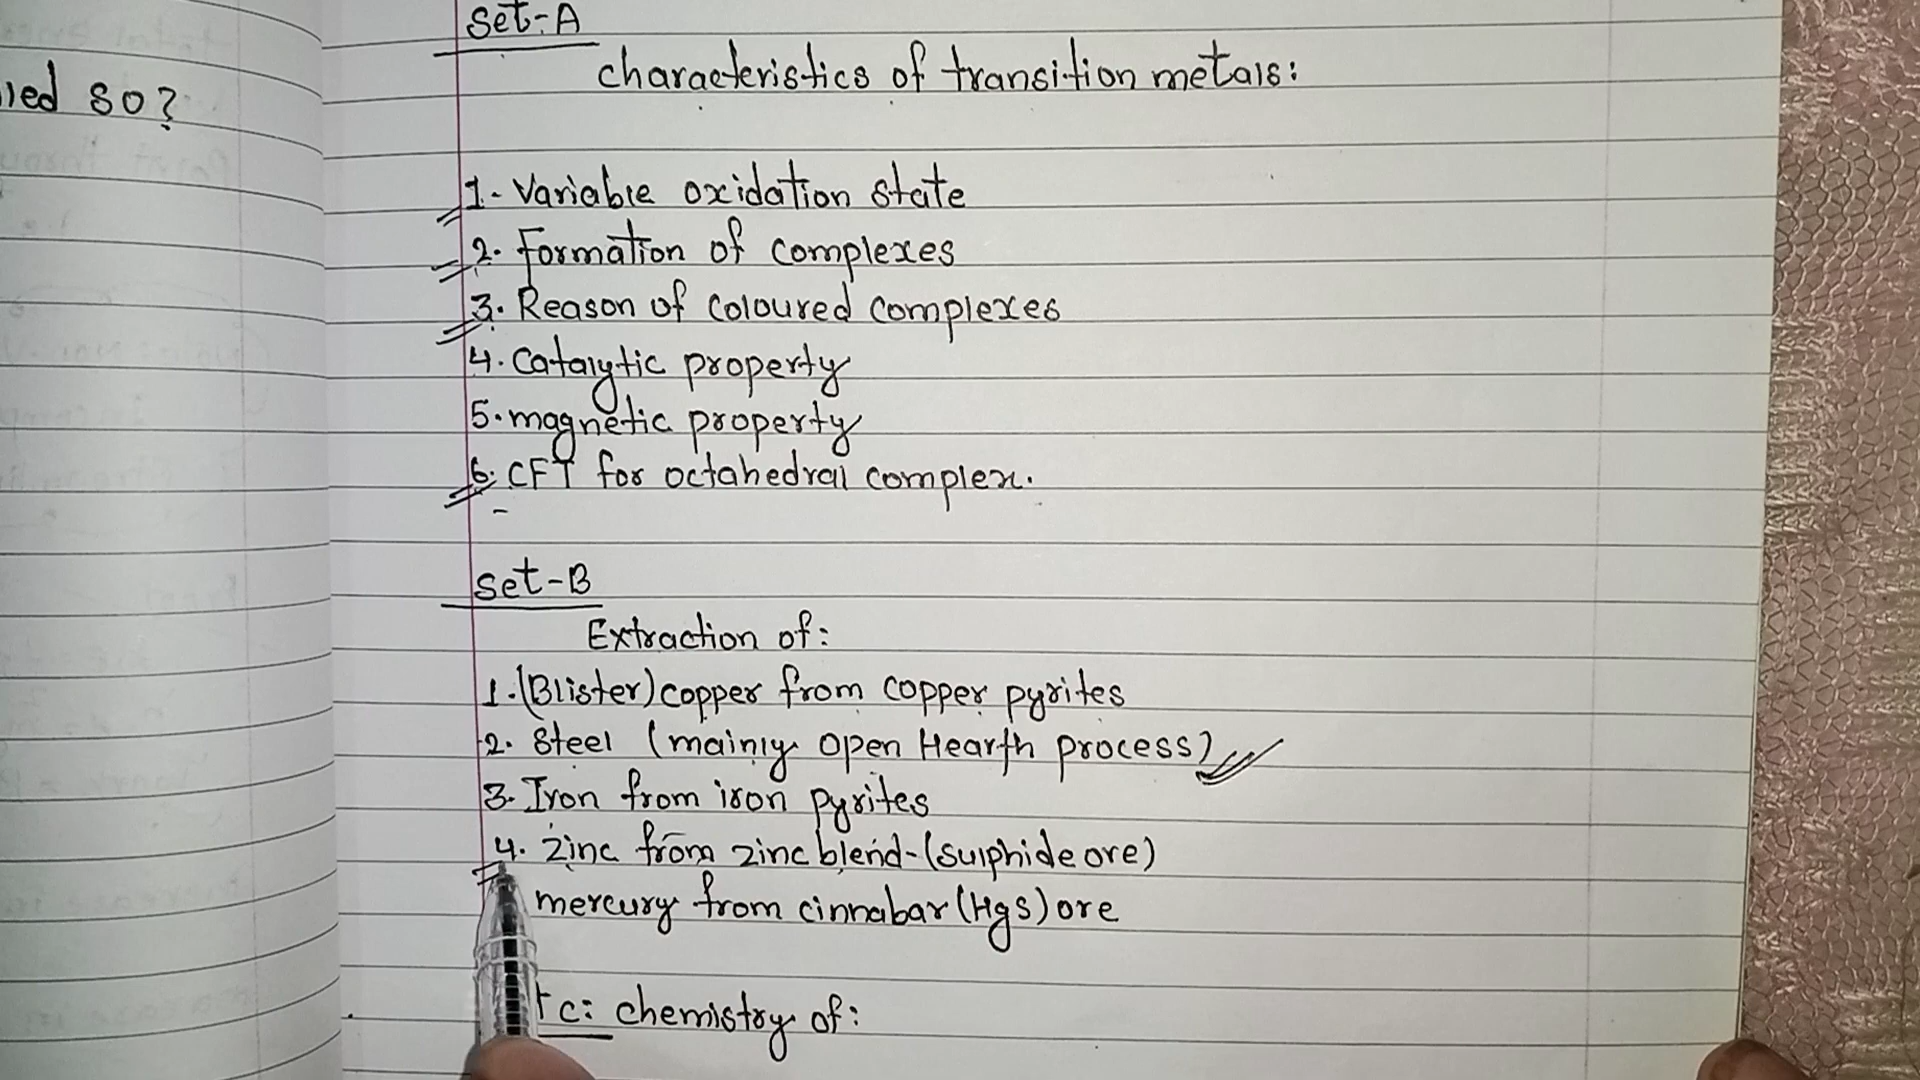 so?
Set:A
characteristics of transition metals:
1. Variable oxidation state
2. Formation of complexes
3. Reason of coloured complexes
4. Catalytic property
5. magnetic property
6. CFT for octahedral complex.
Set-B
Extraction of:
1. (Blister) copper from copper pyrites
2. Steel (mainly open Hearth process)
3. Iron from iron pyrites
4. Zinc from zinc blend-(sulphide ore)
mercury from cinnabar (HgS) ore
c: chemistry of: